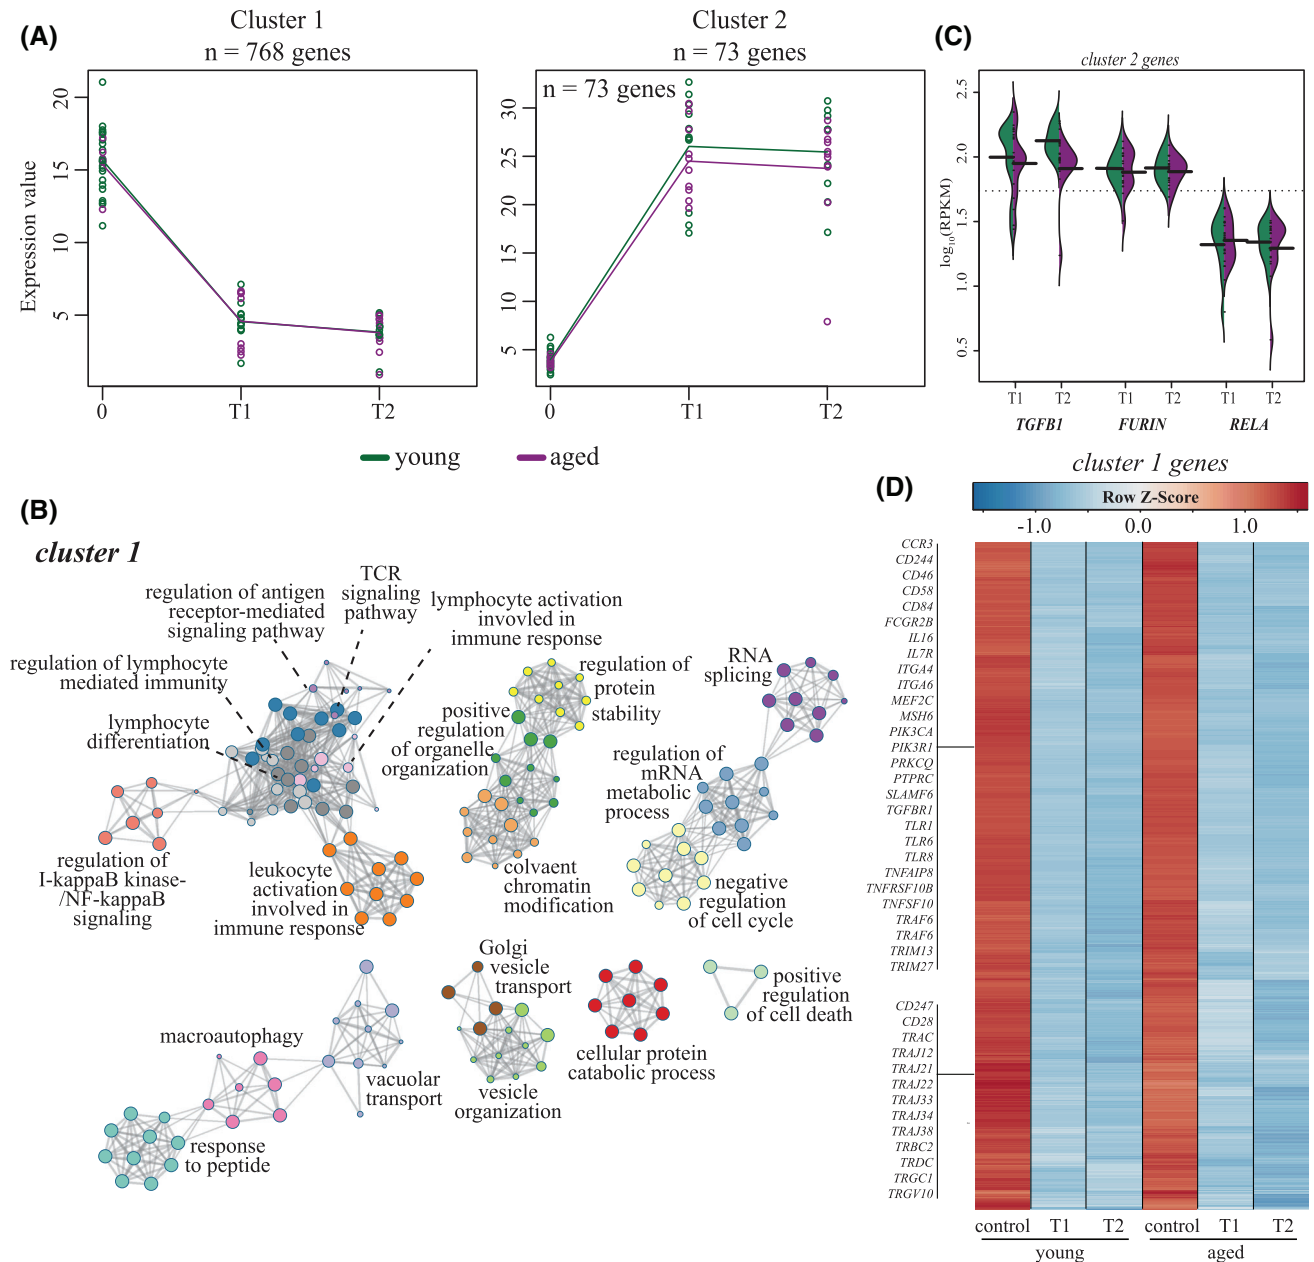 (A)
Cluster 1
n = 768 genes
Expression value
20
15
10
5
0
T1
T2
Cluster 2
n = 73 genes
n = 73 genes
30
25
20
15
10
5
0
T1
T2
young
aged
(C)
cluster 2 genes
log10(RPKM)
2.5
2.0
1.5
1.0
0.5
T1
T2
T1
T2
T1
T2
TGFB1
FURIN
RELA
(B)
cluster 1
regulation of antigen
receptor-mediated
signaling pathway
TCR
signaling
pathway
lymphocyte activation
invovled in
immune response
regulation of lymphocyte
mediated immunity
lymphocyte
differentiation
regulation of
I-kappaB kinase-
/NF-kappaB
signaling
leukocyte
activation
involved in
immune response
positive
regulation
of organelle
organization
regulation of
protein
stability
colvaent
chromatin
modification
RNA
splicing
regulation of
mRNA
metabolic
process
negative
regulation
of cell cycle
macroautophagy
vacuolar
transport
response
to peptide
Golgi
vesicle
transport
vesicle
organization
cellular protein
catabolic process
positive
regulation
of cell death
(D)
cluster 1 genes
Row Z-Score
-1.0
0.0
1.0
CCR3
CD244
CD46
CD58
CD84
FCGR2B
IL16
IL7R
ITGA4
ITGA6
MEF2C
MSH6
PIK3CA
PIK3R1
PRKCQ
PTPRC
SLAMF6
TGFBR1
TLR1
TLR6
TLR8
TNFAIP8
TNFRSF10B
TNFSF10
TRAF6
TRAF6
TRIM13
TRIM27
CD247
CD28
TRAC
TRAJ12
TRAJ21
TRAJ22
TRAJ33
TRAJ34
TRAJ38
TRBC2
TRDC
TRGC1
TRGV10
control
T1
T2
control
T1
T2
young
aged